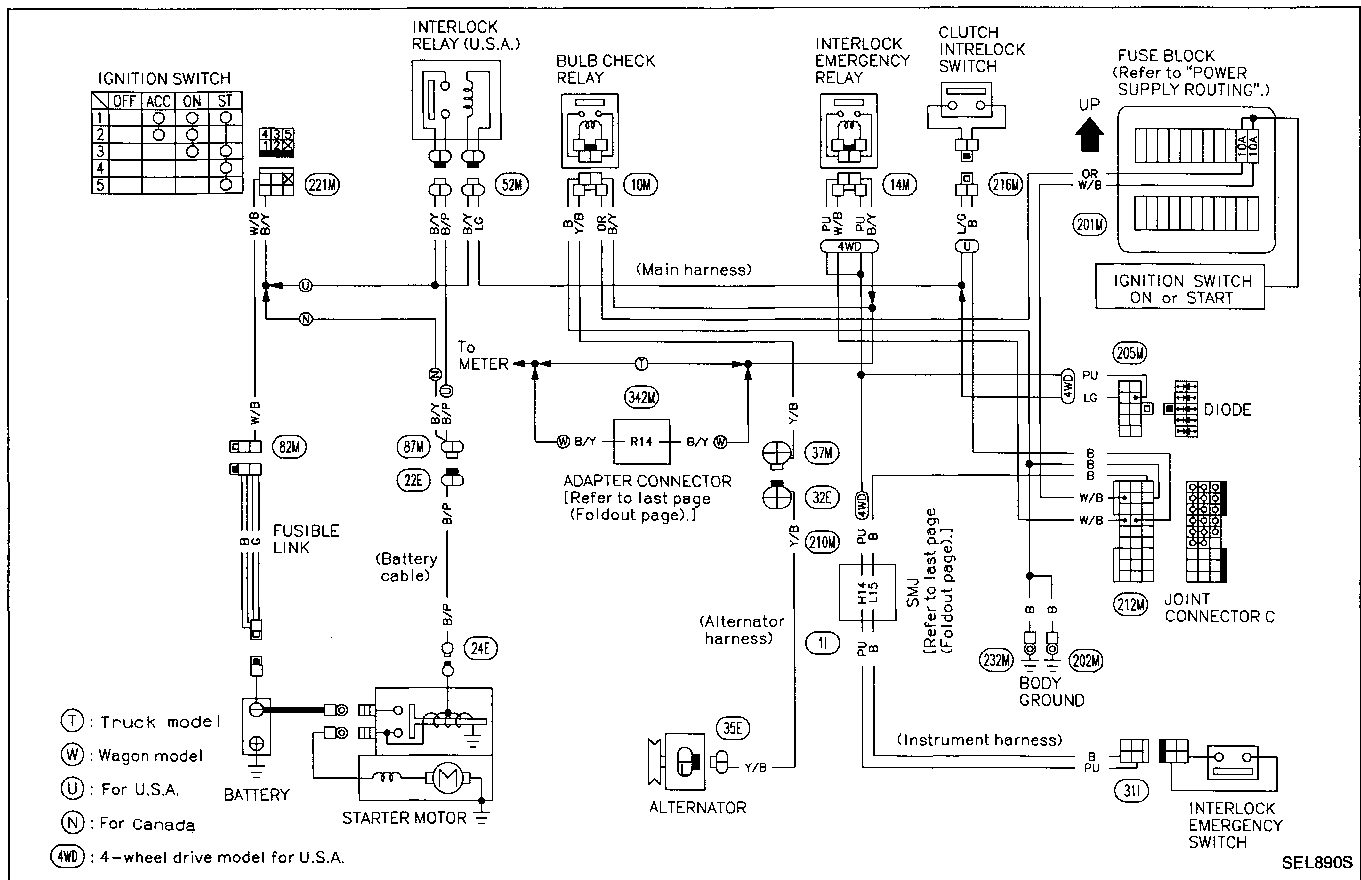 INTERLOCK
RELAY (U.S.A.)
BULB CHECK
RELAY
INTERLOCK
EMERGENCY
RELAY
CLUTCH
INTRELOCK
SWITCH
FUSE BLOCK
(Refer to "POWER
SUPPLY ROUTING".)
UP
10A
10A
OR
W/B
201M
IGNITION SWITCH
ON or START
IGNITION SWITCH
OFF ACC ON ST
1
2
3
4
5
4 3 5
1 2
221M
52M
10M
14M
216M
W/B
B/Y
B/Y
B/P
B/Y
LG
B
Y/B
OR
B/Y
PU
W/B
PU
B/Y
L/G
B
4WD
U
(Main harness)
U
N
To
METER
T
N
U
342M
W B/Y
R14
B/Y W
ADAPTER CONNECTOR
[Refer to last page
(Foldout page).]
W/B
82M
B/Y
B/P
87M
22E
Y/B
37M
32E
Y/B
210M
205M
4WD
PU
LG
DIODE
B
B
B
W/B
W/B
212M
JOINT
CONNECTOR C
B
G
FUSIBLE
LINK
B/P
(Battery
cable)
B/P
24E
4WD
PU
B
H14
L15
SMJ
[Refer to last page
(Foldout page).]
1I
PU
B
(Alternator
harness)
B
B
232M
202M
BODY
GROUND
BATTERY
M
STARTER MOTOR
35E
Y/B
ALTERNATOR
(Instrument harness)
B
PU
31I
INTERLOCK
EMERGENCY
SWITCH
T : Truck model
W : Wagon model
U : For U.S.A.
N : For Canada
4WD : 4-wheel drive model for U.S.A.
SEL890S